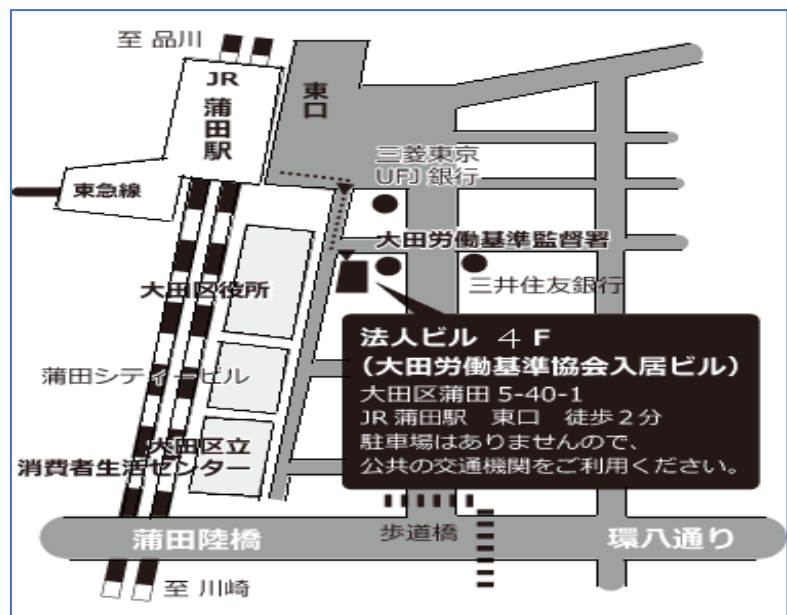 至 品川
JR
蒲田駅
東口
東急線
三菱東京
UFJ 銀行
大田労働基準監督署
大田区役所
三井住友銀行
法人ビル ４ F
（大田労働基準協会入居ビル）
大田区蒲田 5-40-1
JR 蒲田駅　東口　徒歩２分
駐車場はありませんので、
公共の交通機関をご利用ください。
蒲田シティービル
大田区立
消費者生活センター
蒲田陸橋
歩道橋
環八通り
至 川崎